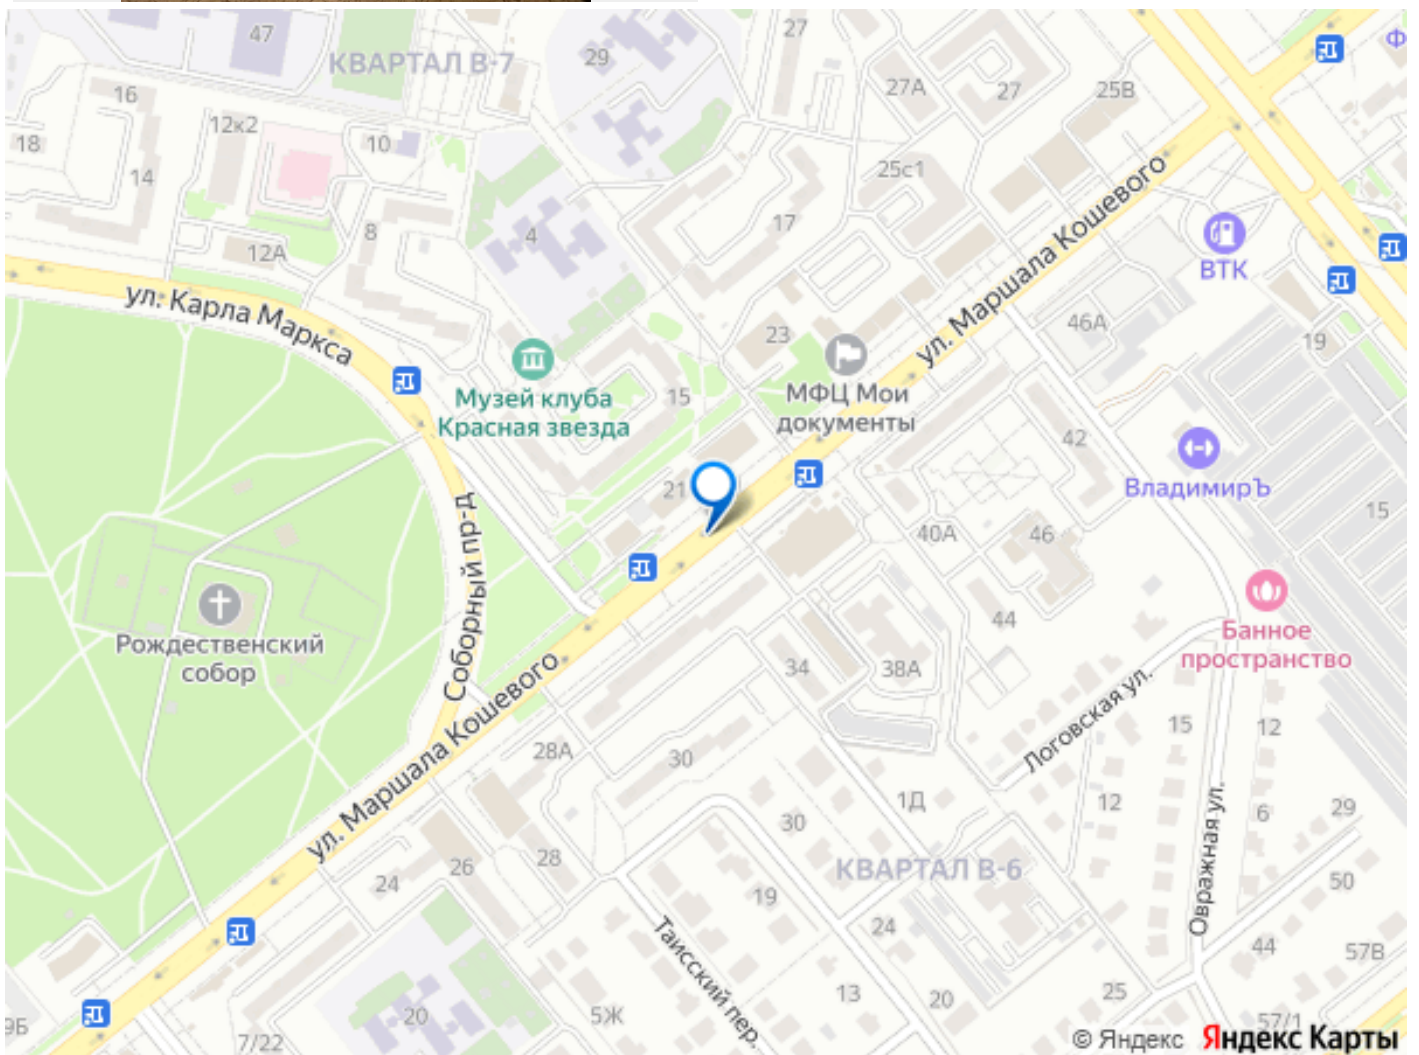 47
КВАРТАЛ В-7
29
27
27А
27
25В
Ф
16
12к2
10
18
14
25с1
ул. Маршала Кошевого
8
4
17
12А
ВТК
ул. Карла Маркса
46А
19
23
МФЦ Мои
документы
Музей клуба
Красная звезда
15
42
ВладимирЪ
21
15
Соборный пр-д
40А
46
Рождественский
собор
44
Банное
пространство
34
38А
Логовская ул.
15
12
ул. Маршала Кошевого
28А
30
1Д
12
6
29
30
Овражная ул.
24
26
28
КВАРТАЛ В-6
19
50
24
Таисский пер.
44
57В
13
20
25
20
5Ж
9Б
7/22
57/1
© Яндекс Яндекс Карты